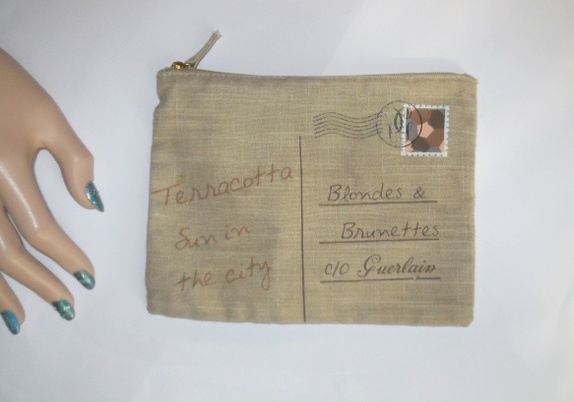 Terracotta
Sun in
the city
Blondes &
Brunettes
c/o Guerlain